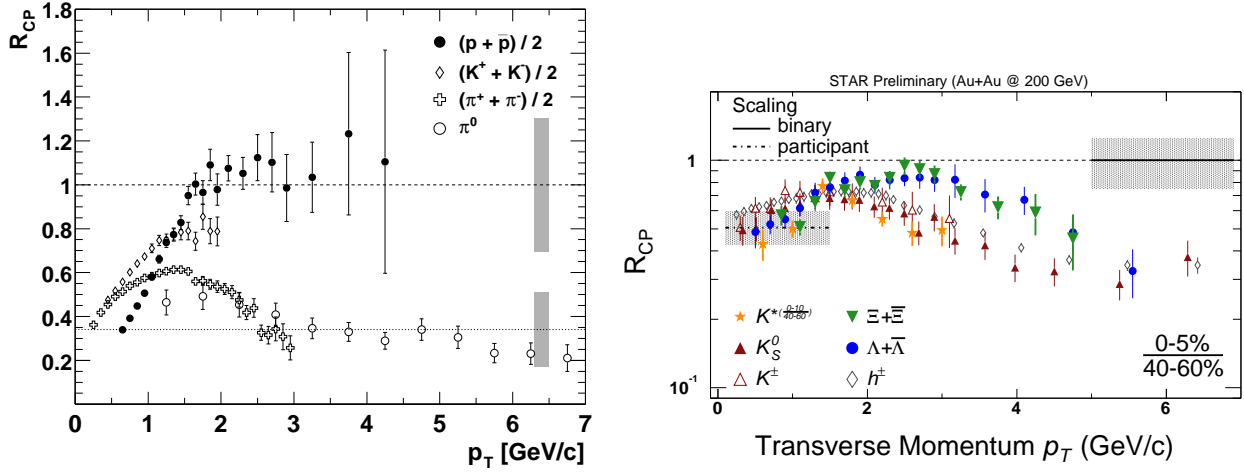 R_CP
1.8
1.6
1.4
1.2
1
0.8
0.6
0.4
0.2
(p + p̅) / 2
(K⁺ + K⁻) / 2
(π⁺ + π⁻) / 2
π⁰
0 1 2 3 4 5 6 7
p_T [GeV/c]
STAR Preliminary (Au+Au @ 200 GeV)
Scaling
binary
participant
R_CP
1
10⁻¹
K*(0-10/40-60) Ξ+Ξ̅
K⁰_S Λ+Λ̅
K± h±
0-5%
40-60%
0 2 4 6
Transverse Momentum p_T (GeV/c)